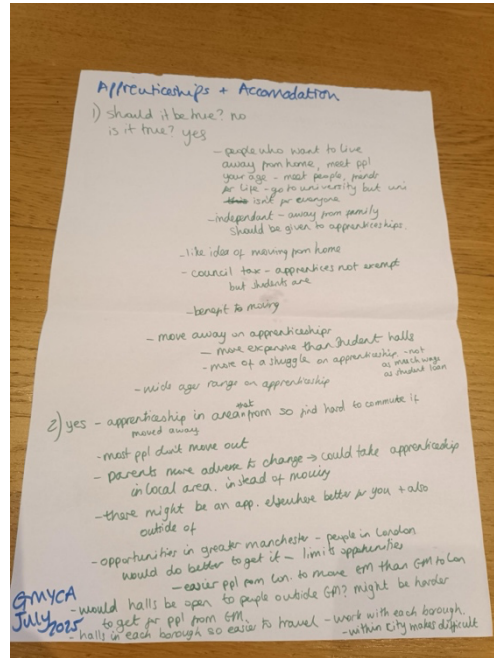 Apprenticeships + Accomodation
1) should it be true? no
is it true? yes
- people who want to live
away from home, meet ppl
your age - meet people, friends
for life - go to university but uni
isn't for everyone
- independant - away from family
should be given to apprenticeships.
- like idea of moving from home
- council tax - apprentices not exempt
but students are
- benefit to moving
- move away on apprenticeships
- more expensive than student halls
- more of a struggle on apprenticeship - not
as much wage
as student loan
- wide age range on apprenticeship
2) yes - apprenticeship in area not from so find hard to commute if
moved away
- most ppl don't move out
- parents more adverse to change → could take apprenticeship
in local area. instead of moving
- there might be an app. elsewhere better for you + also
outside of
- opportunities in greater manchester - people in London
would do better to get it - limits opportunities
- easier ppl from Lon. to move GM than GM to Lon
- would halls be open to people outside GM? might be harder
to get for ppl from GM.
- halls in each borough so easier to travel - work with each borough.
- within city makes difficult
GMYCA
July
2025